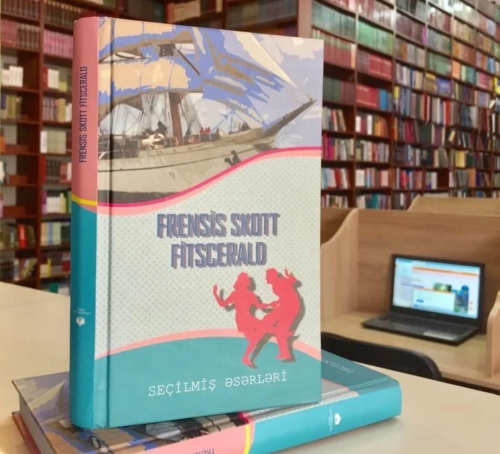 FRENSİS SKOTT FİTSCERALD
FRENSİS SKOTT
FİTSCERALD
SEÇİLMİŞ ƏSƏRLƏRİ